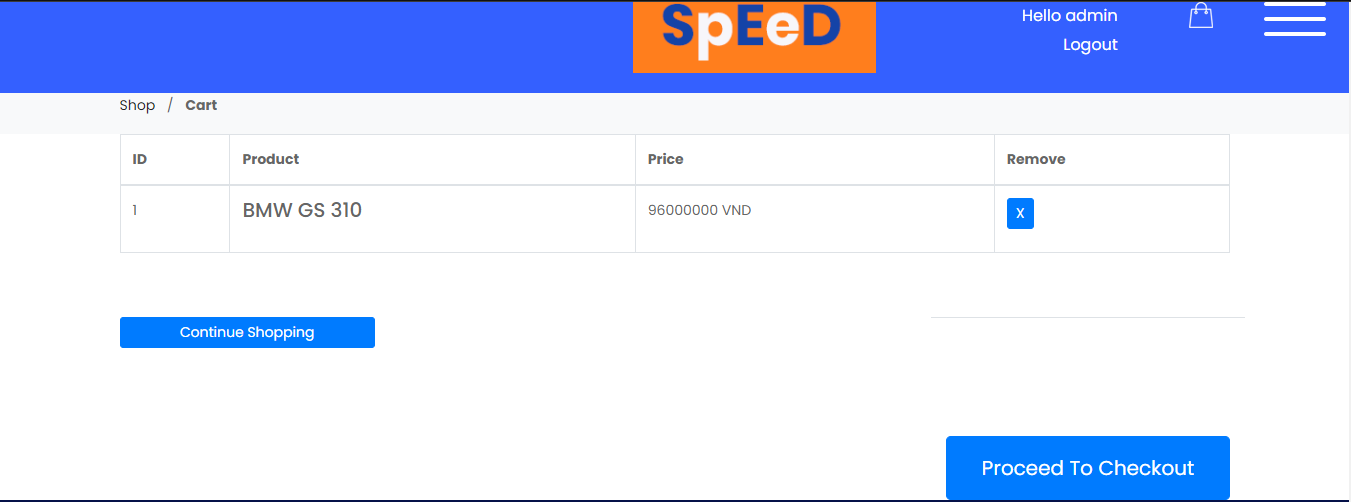 SpEeD
Hello admin
Logout
Shop / Cart
ID Product Price Remove
1 BMW GS 310 96000000 VND X
Continue Shopping
Proceed To Checkout